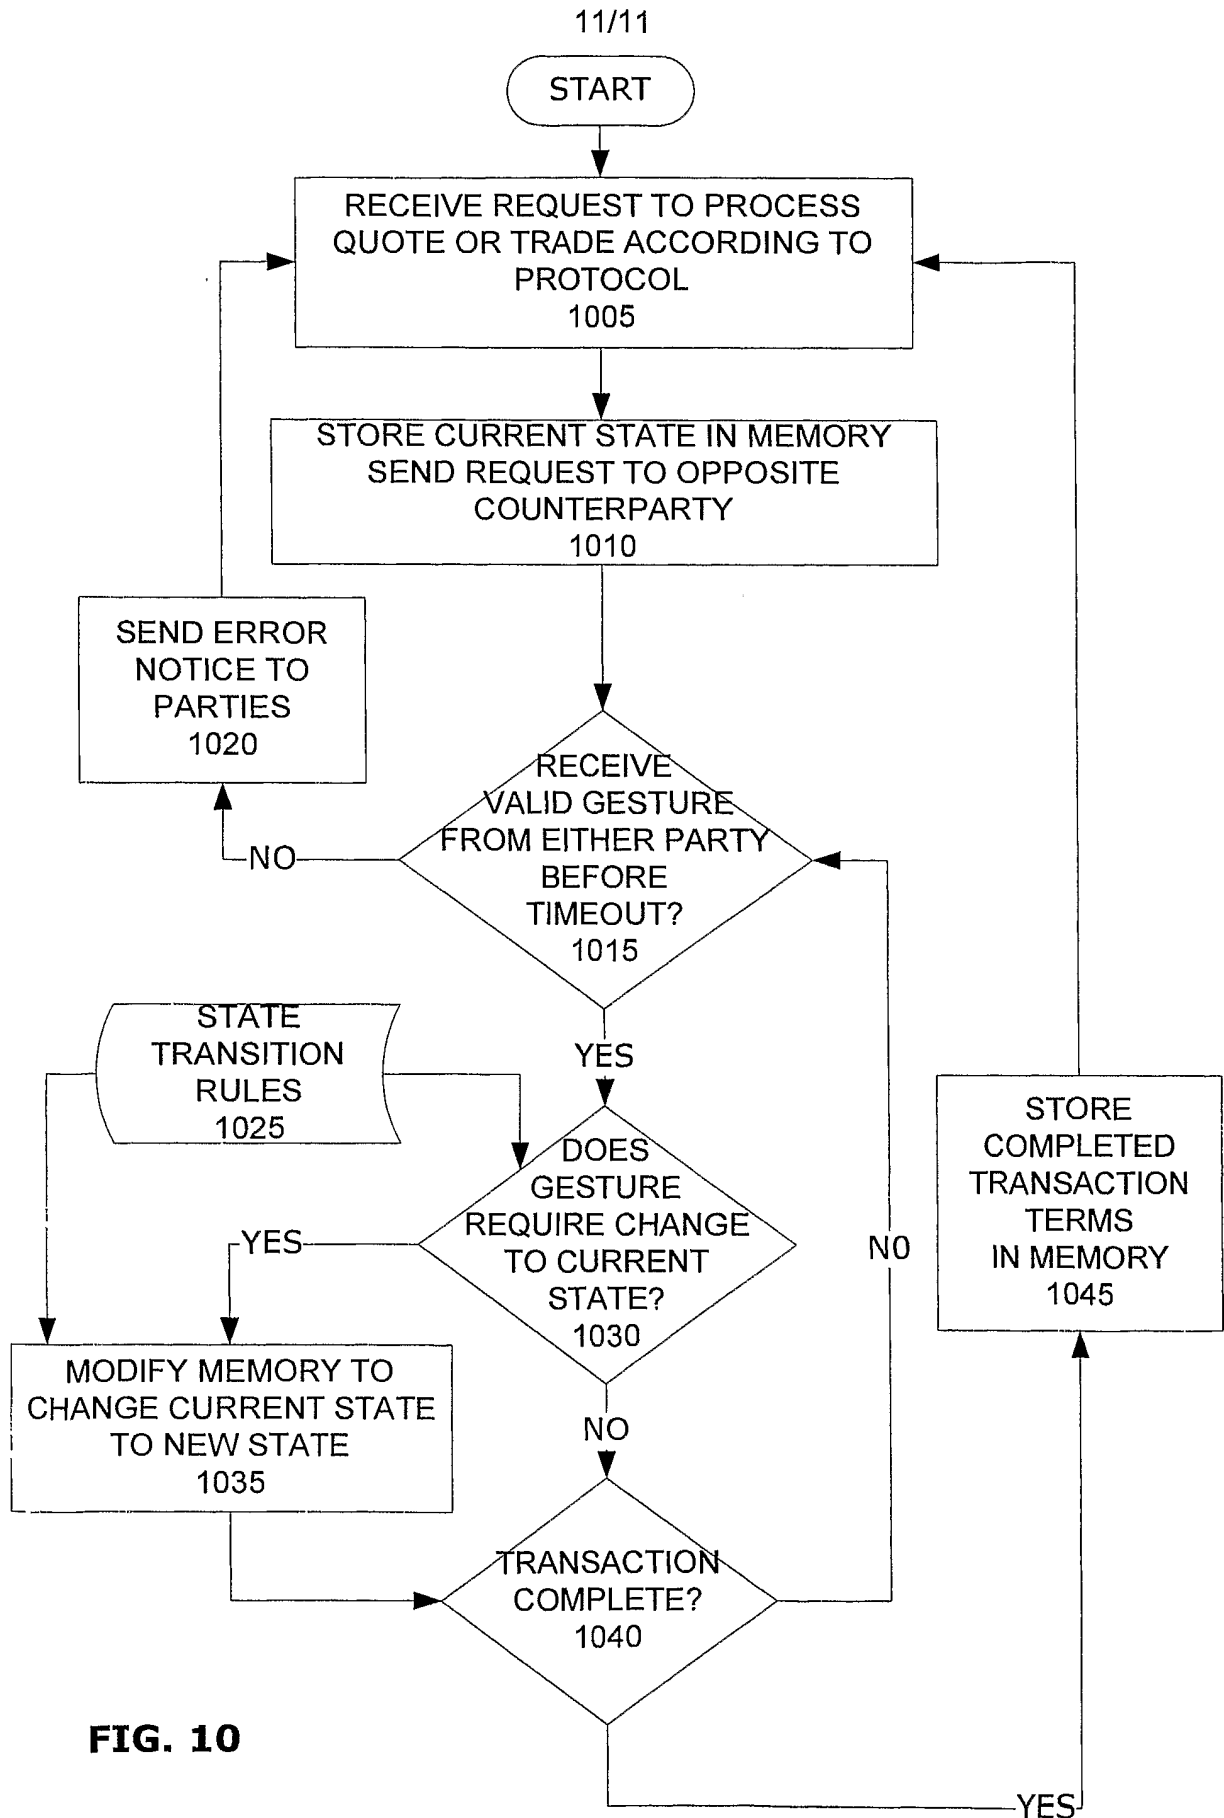 11/11
START
RECEIVE REQUEST TO PROCESS
QUOTE OR TRADE ACCORDING TO
PROTOCOL
1005
STORE CURRENT STATE IN MEMORY
SEND REQUEST TO OPPOSITE
COUNTERPARTY
1010
SEND ERROR
NOTICE TO
PARTIES
1020
RECEIVE
VALID GESTURE
FROM EITHER PARTY
BEFORE
TIMEOUT?
1015
NO
YES
STATE
TRANSITION
RULES
1025
DOES
GESTURE
REQUIRE CHANGE
TO CURRENT
STATE?
1030
YES
NO
MODIFY MEMORY TO
CHANGE CURRENT STATE
TO NEW STATE
1035
NO
TRANSACTION
COMPLETE?
1040
STORE
COMPLETED
TRANSACTION
TERMS
IN MEMORY
1045
YES
FIG. 10